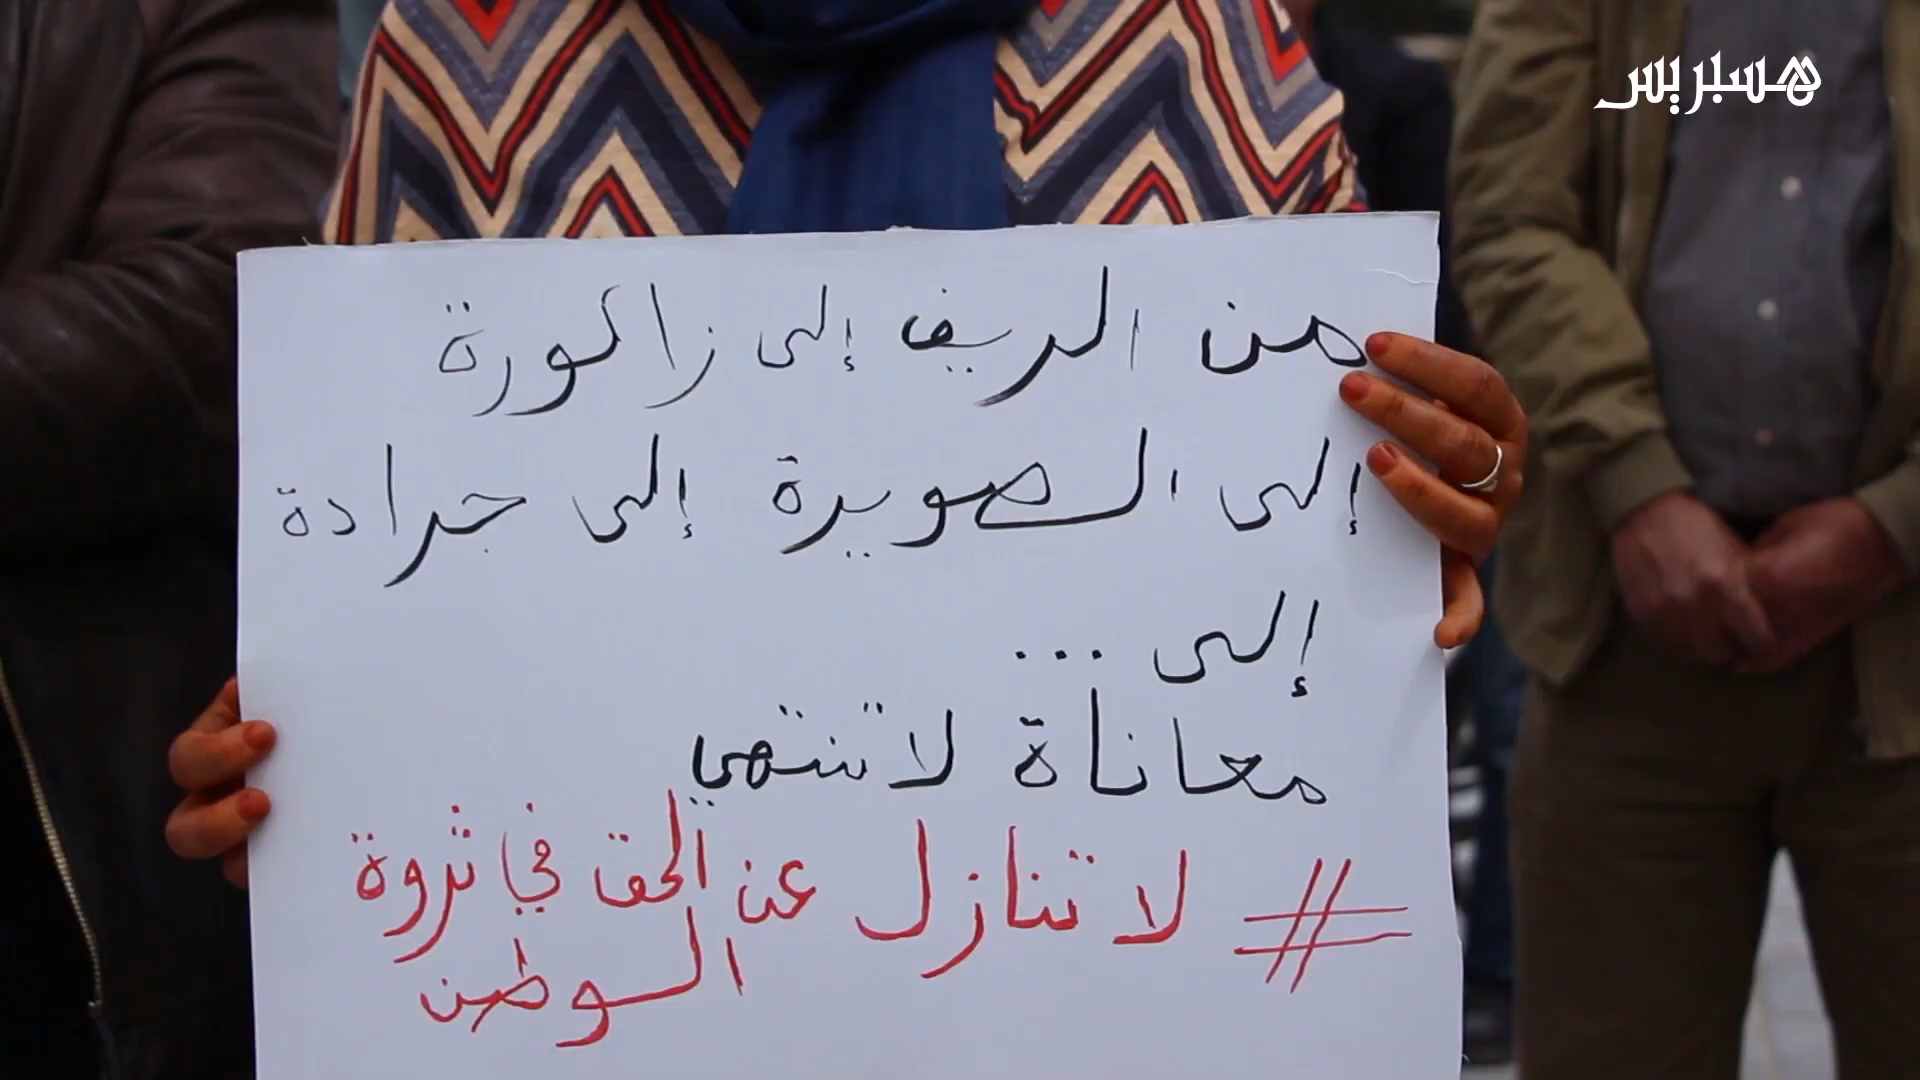 هسبريس
من الريف إلى زاكورة
إلى الصويرة إلى جرادة
إلى ...
معاناة لا تنتهي
# لا تنازل عن الحق في ثروة
الوطن